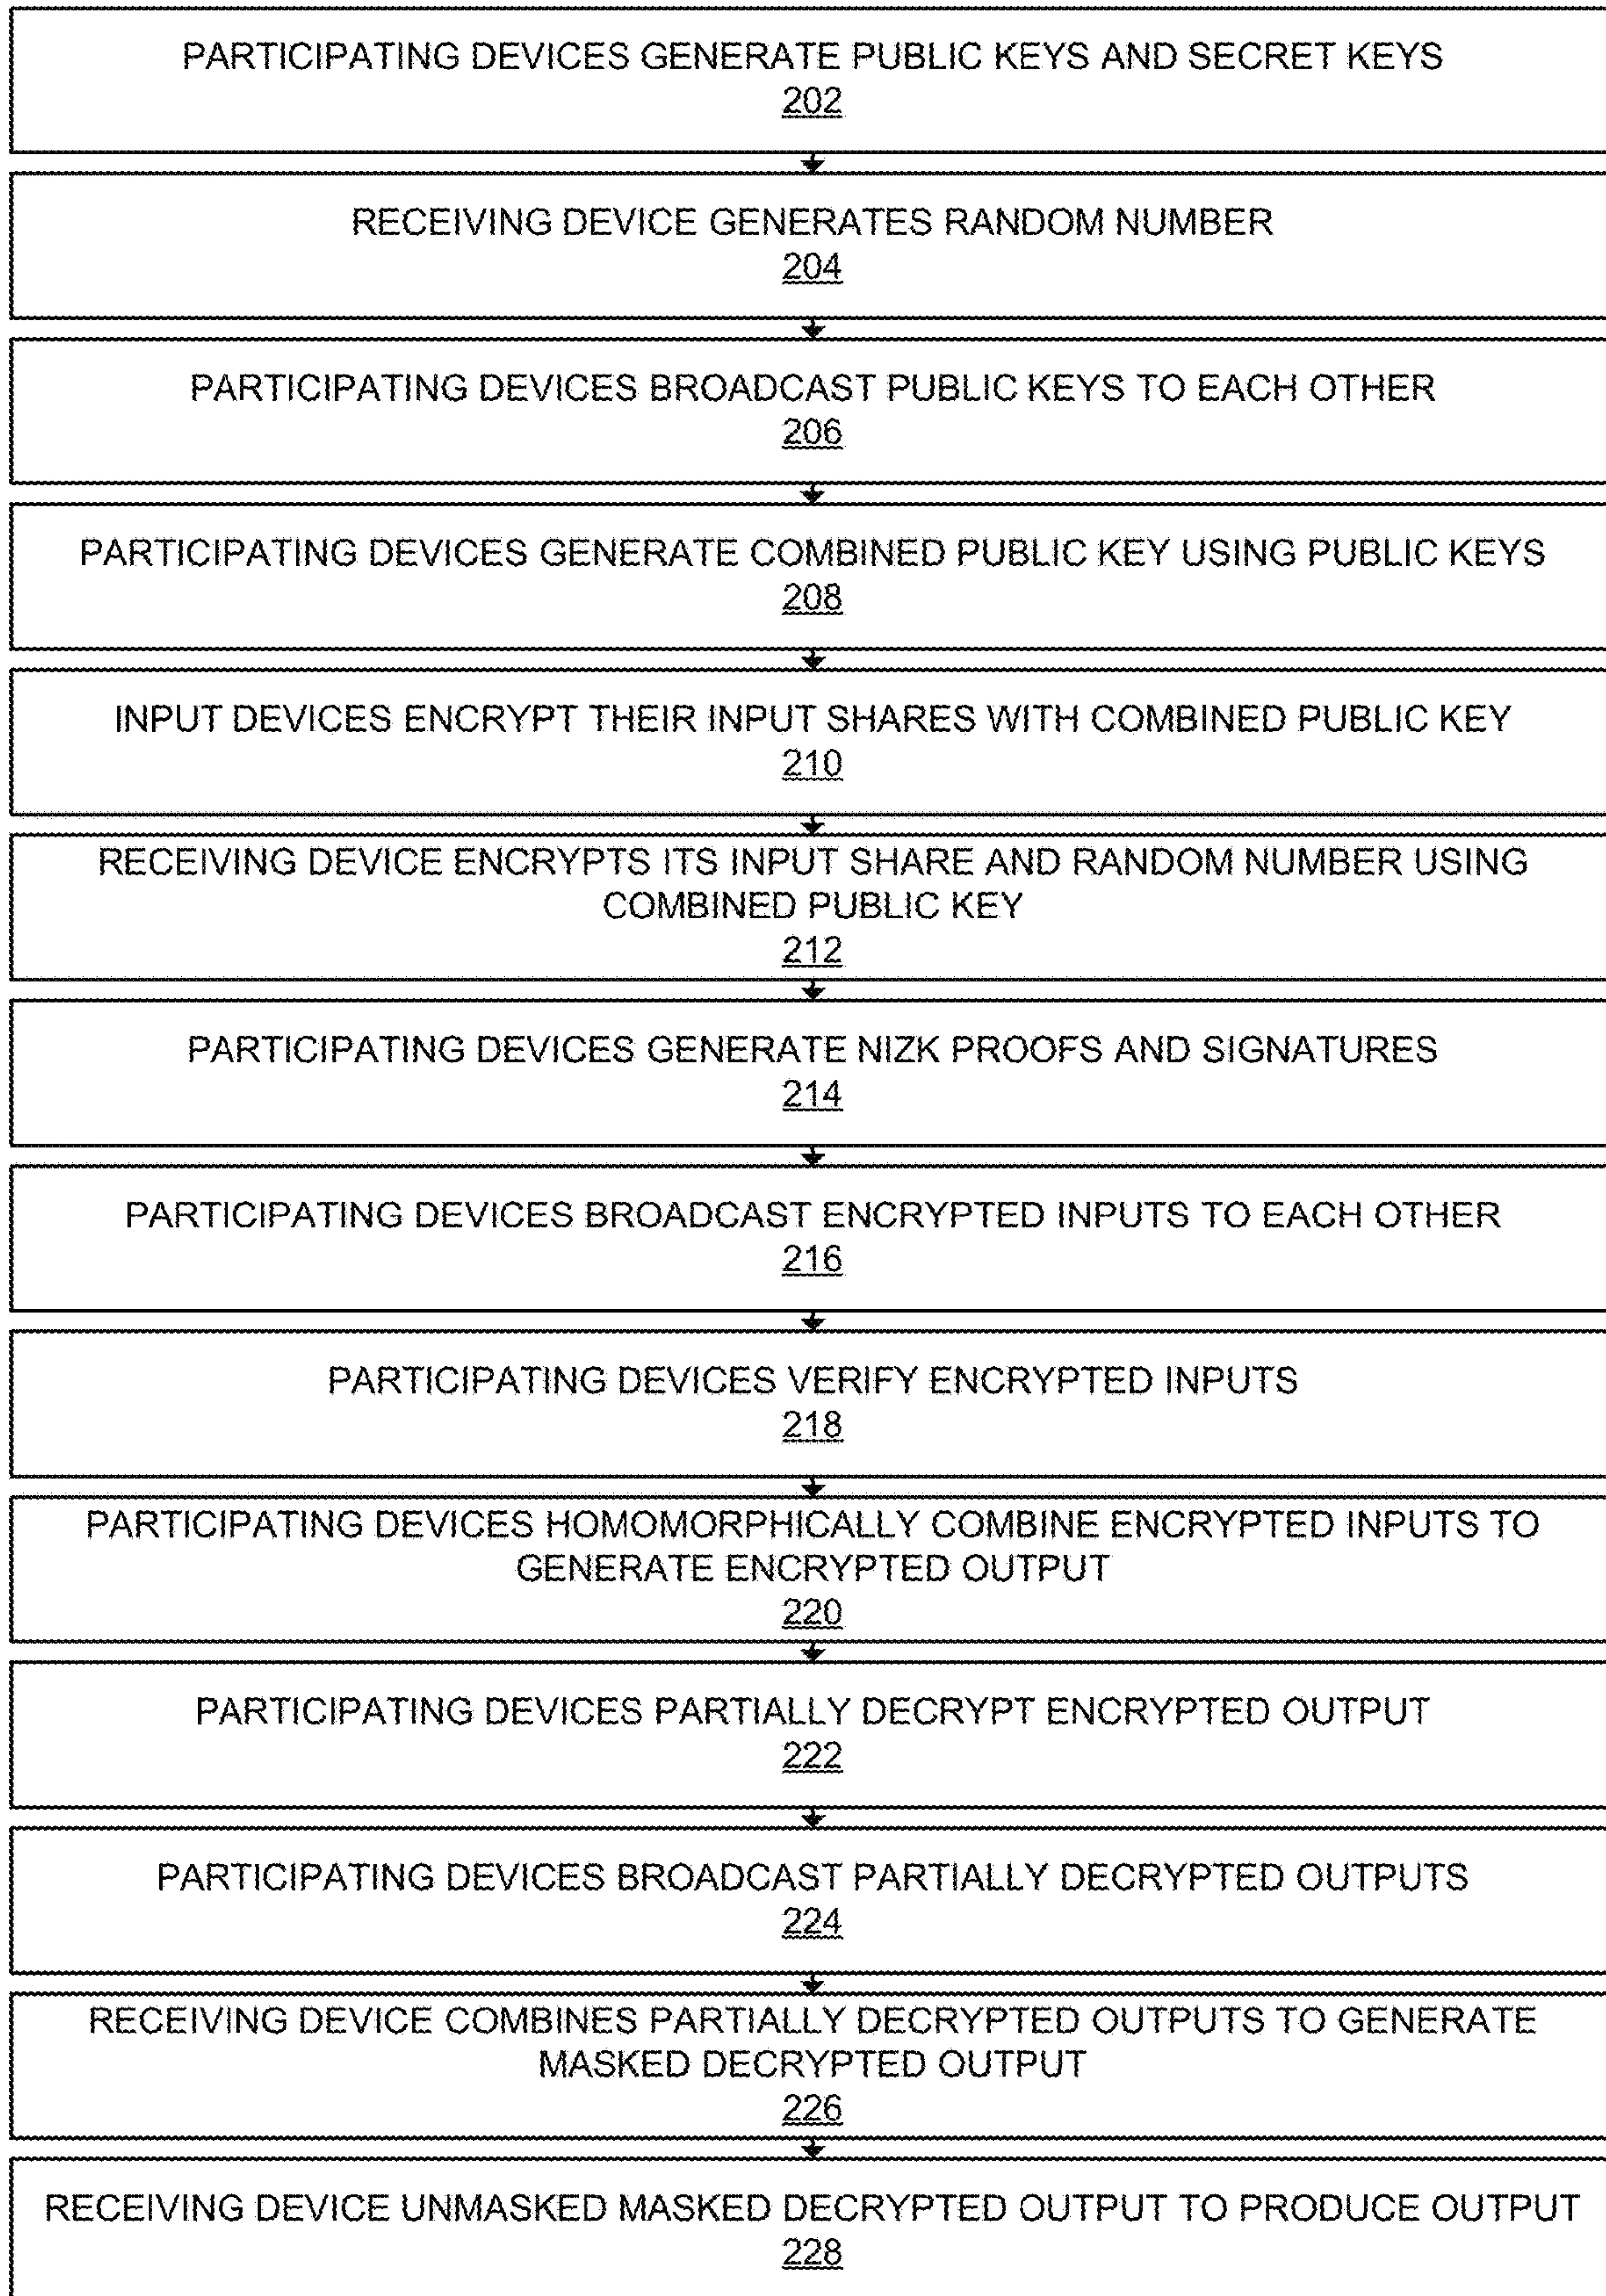 PARTICIPATING DEVICES GENERATE PUBLIC KEYS AND SECRET KEYS
202
RECEIVING DEVICE GENERATES RANDOM NUMBER
204
PARTICIPATING DEVICES BROADCAST PUBLIC KEYS TO EACH OTHER
206
PARTICIPATING DEVICES GENERATE COMBINED PUBLIC KEY USING PUBLIC KEYS
208
INPUT DEVICES ENCRYPT THEIR INPUT SHARES WITH COMBINED PUBLIC KEY
210
RECEIVING DEVICE ENCRYPTS ITS INPUT SHARE AND RANDOM NUMBER USING
COMBINED PUBLIC KEY
212
PARTICIPATING DEVICES GENERATE NIZK PROOFS AND SIGNATURES
214
PARTICIPATING DEVICES BROADCAST ENCRYPTED INPUTS TO EACH OTHER
216
PARTICIPATING DEVICES VERIFY ENCRYPTED INPUTS
218
PARTICIPATING DEVICES HOMOMORPHICALLY COMBINE ENCRYPTED INPUTS TO
GENERATE ENCRYPTED OUTPUT
220
PARTICIPATING DEVICES PARTIALLY DECRYPT ENCRYPTED OUTPUT
222
PARTICIPATING DEVICES BROADCAST PARTIALLY DECRYPTED OUTPUTS
224
RECEIVING DEVICE COMBINES PARTIALLY DECRYPTED OUTPUTS TO GENERATE
MASKED DECRYPTED OUTPUT
226
RECEIVING DEVICE UNMASKED MASKED DECRYPTED OUTPUT TO PRODUCE OUTPUT
228